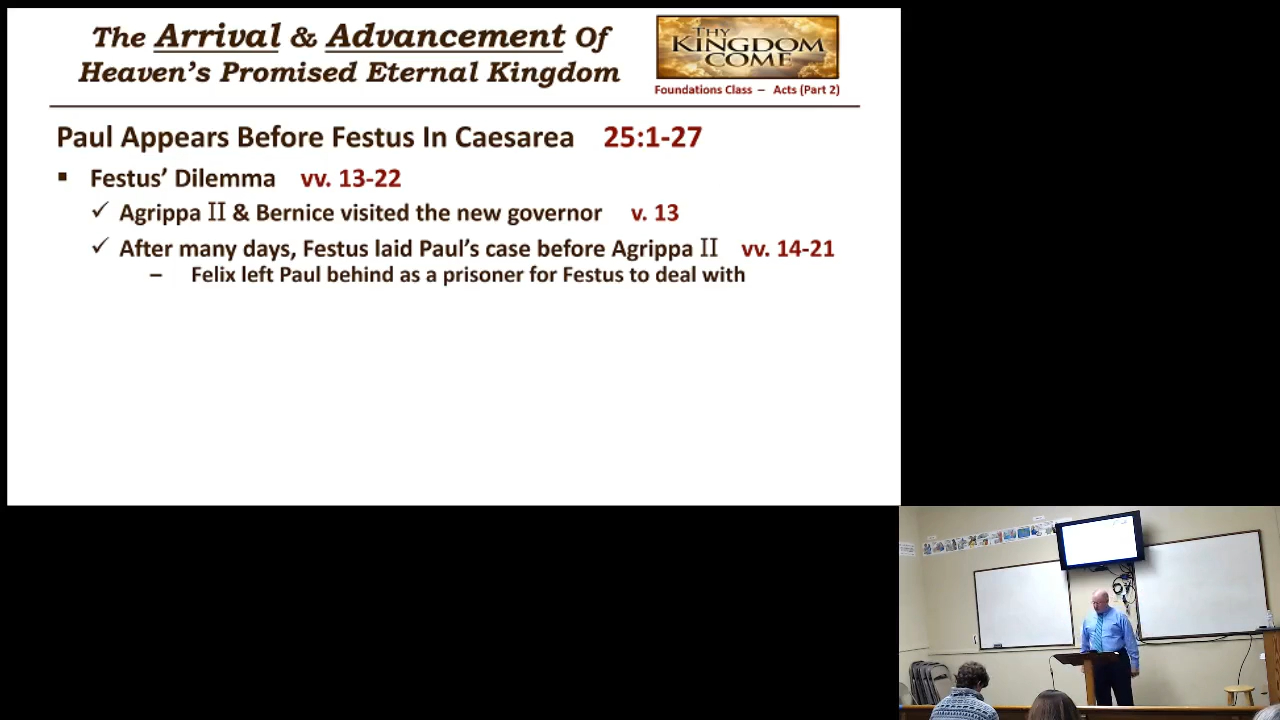 The Arrival & Advancement Of
Heaven's Promised Eternal Kingdom
THY
KINGDOM
COME
Foundations Class – Acts (Part 2)
Paul Appears Before Festus In Caesarea 25:1-27
▪ Festus' Dilemma vv. 13-22
✓ Agrippa II & Bernice visited the new governor v. 13
✓ After many days, Festus laid Paul's case before Agrippa II vv. 14-21
– Felix left Paul behind as a prisoner for Festus to deal with